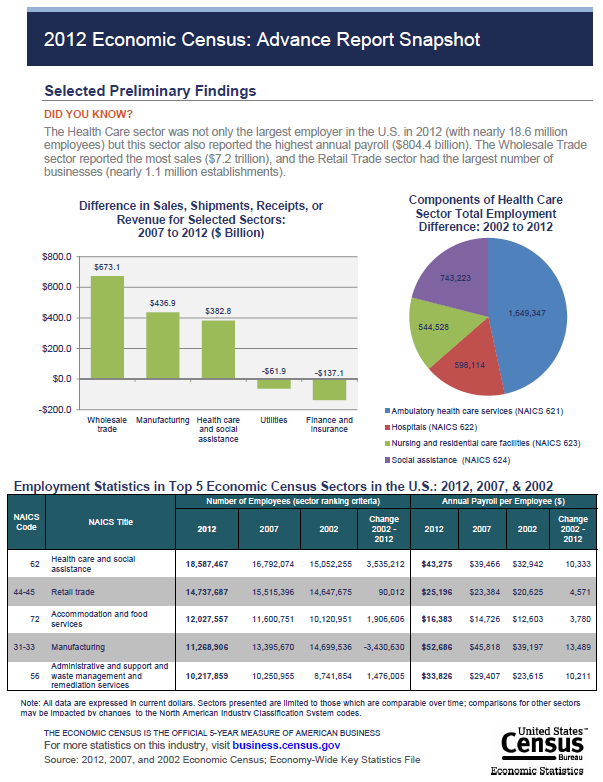 2012 Economic Census: Advance Report Snapshot
Selected Preliminary Findings
DID YOU KNOW?
The Health Care sector was not only the largest employer in the U.S. in 2012 (with nearly 18.6 million
employees) but this sector also reported the highest annual payroll ($804.4 billion). The Wholesale Trade
sector reported the most sales ($7.2 trillion), and the Retail Trade sector had the largest number of
businesses (nearly 1.1 million establishments).
Difference in Sales, Shipments, Receipts, or
Revenue for Selected Sectors:
2007 to 2012 ($ Billion)
$800.0
$600.0
$400.0
$200.0
$0.0
-$200.0
$673.1
$436.9
$382.8
-$61.9
-$137.1
Wholesale
trade
Manufacturing
Health care
and social
assistance
Utilities
Finance and
insurance
Components of Health Care
Sector Total Employment
Difference: 2002 to 2012
743,223
1,649,347
544,528
598,114
Ambulatory health care services (NAICS 621)
Hospitals (NAICS 622)
Nursing and residential care facilities (NAICS 623)
Social assistance (NAICS 624)
Employment Statistics in Top 5 Economic Census Sectors in the U.S.: 2012, 2007, & 2002
NAICS
Code
NAICS Title
Number of Employees (sector ranking criteria)
Annual Payroll per Employee ($)
2012 2007 2002 Change
2002 -
2012
2012 2007 2002 Change
2002 -
2012
62 Health care and social
assistance
18,587,467 16,792,074 15,052,255 3,535,212 $43,275 $39,466 $32,942 10,333
44-45 Retail trade 14,737,687 15,515,396 14,647,675 90,012 $25,196 $23,384 $20,625 4,571
72 Accommodation and food
services
12,027,557 11,600,751 10,120,951 1,906,606 $16,383 $14,726 $12,603 3,780
31-33 Manufacturing 11,268,906 13,395,670 14,699,536 -3,430,630 $52,686 $45,818 $39,197 13,489
56 Administrative and support and
waste management and
remediation services
10,217,859 10,250,955 8,741,854 1,476,005 $33,826 $29,407 $23,615 10,211
Note: All data are expressed in current dollars. Sectors presented are limited to those which are comparable over time; comparisons for other sectors
may be impacted by changes to the North American Industry Classification System codes.
THE ECONOMIC CENSUS IS THE OFFICIAL 5-YEAR MEASURE OF AMERICAN BUSINESS
For more statistics on this industry, visit business.census.gov
Source: 2012, 2007, and 2002 Economic Census; Economy-Wide Key Statistics File
United States™
Census
Bureau
Economic Statistics